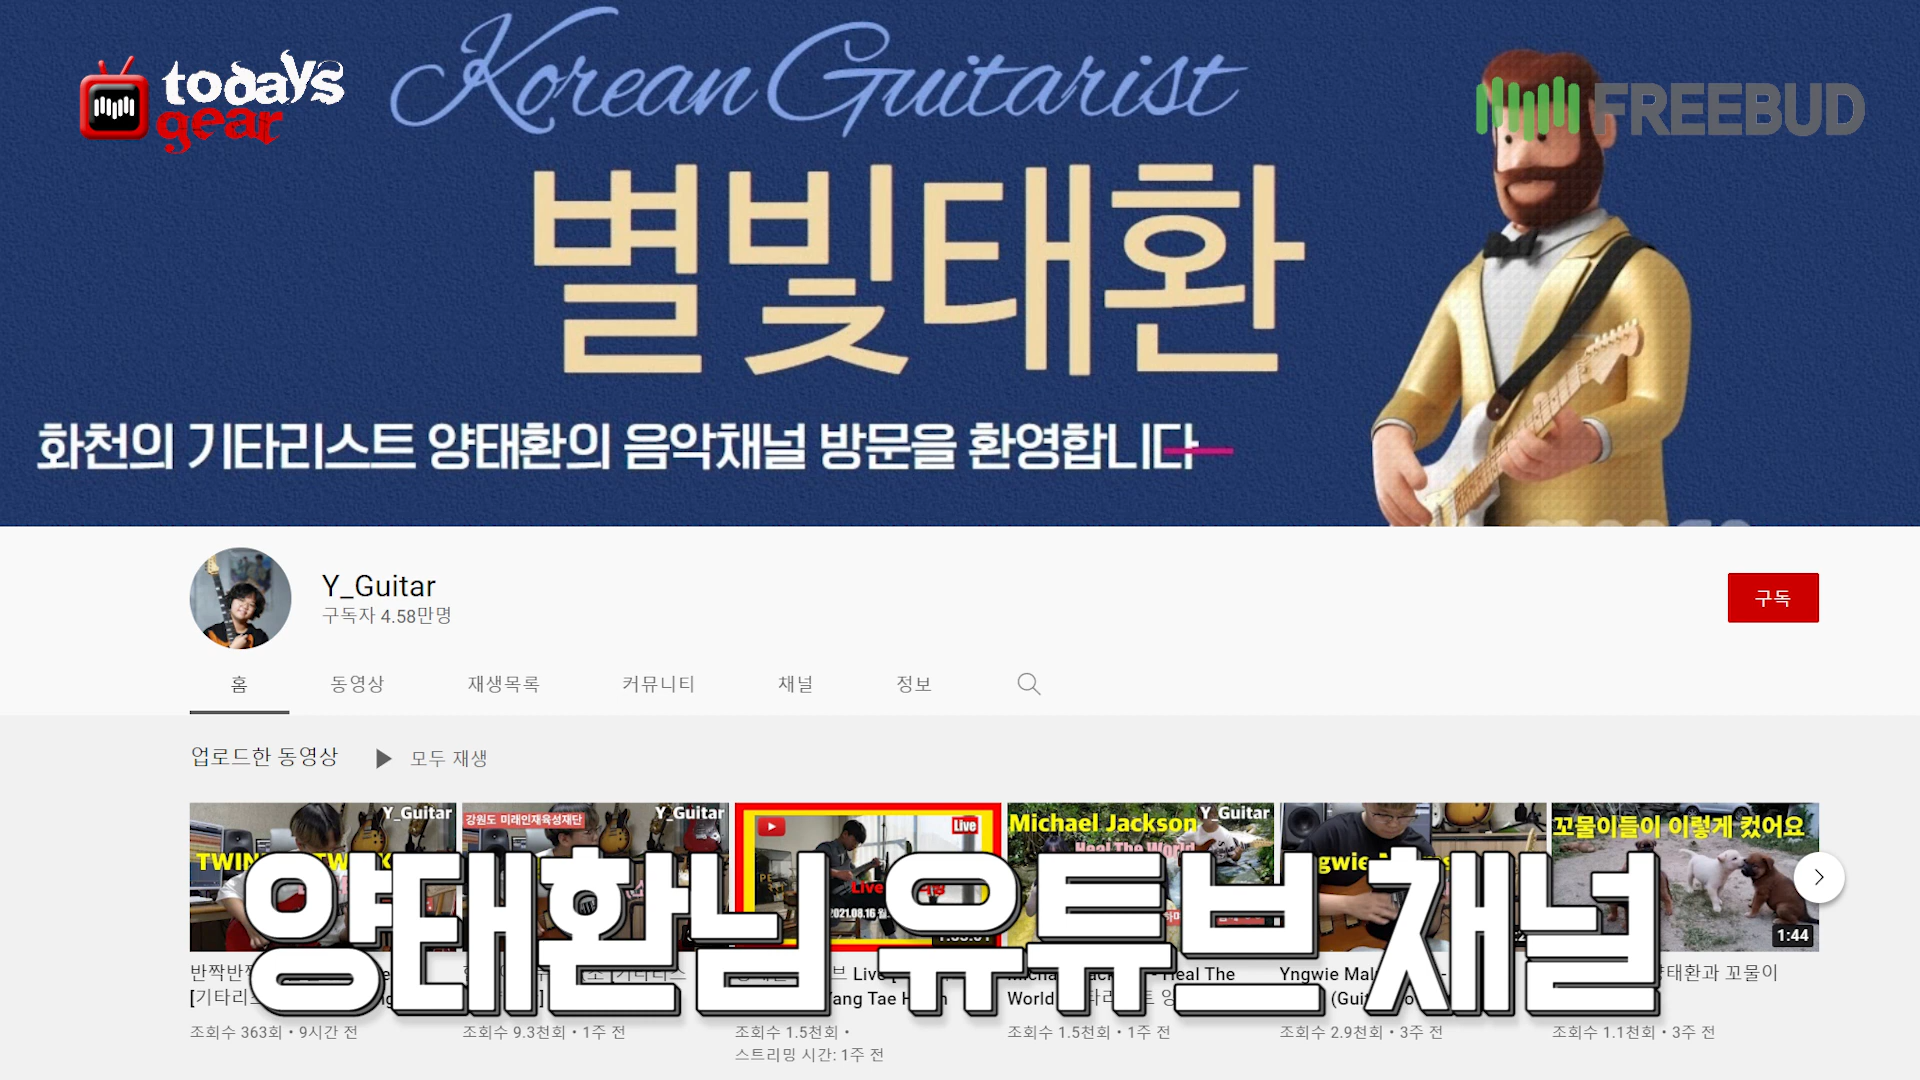 todays
gear
Korean Guitarist
FREEBUD
별빛태환
화천의 기타리스트 양태환의 음악채널 방문을 환영합니다
Y_Guitar
구독자 4.58만명
구독
홈 동영상 재생목록 커뮤니티 채널 정보
업로드한 동영상 모두 재생
Y_Guitar
강원도 미래인재육성재단
Y_Guitar
Live
2021.08.16
Michael Jackson
Heal The World
Y_Guitar
꼬물이들이 이렇게 컸어요
1:44
양태환님 유튜브 채널
Heal The
World
Yngwie
양태환과 꼬물이
조회수 363회 • 9시간 전
조회수 9.3천회 • 1주 전
조회수 1.5천회 •
스트리밍 시간: 1주 전
조회수 1.5천회 • 1주 전
조회수 2.9천회 • 3주 전
조회수 1.1천회 • 3주 전